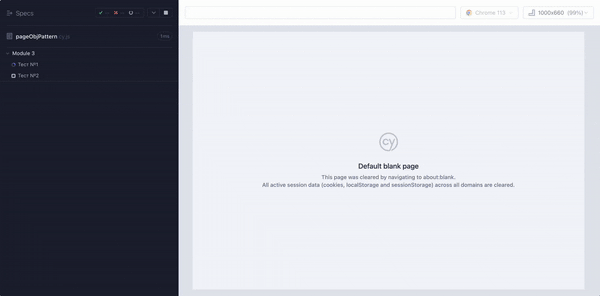 Specs
Chrome 113
1000x660 (99%)
pageObjPattern.cy.js
1ms
Module 3
Тест №1
Тест №2
cy
Default blank page
This page was cleared by navigating to about:blank.
All active session data (cookies, localStorage and sessionStorage) across all domains are cleared.